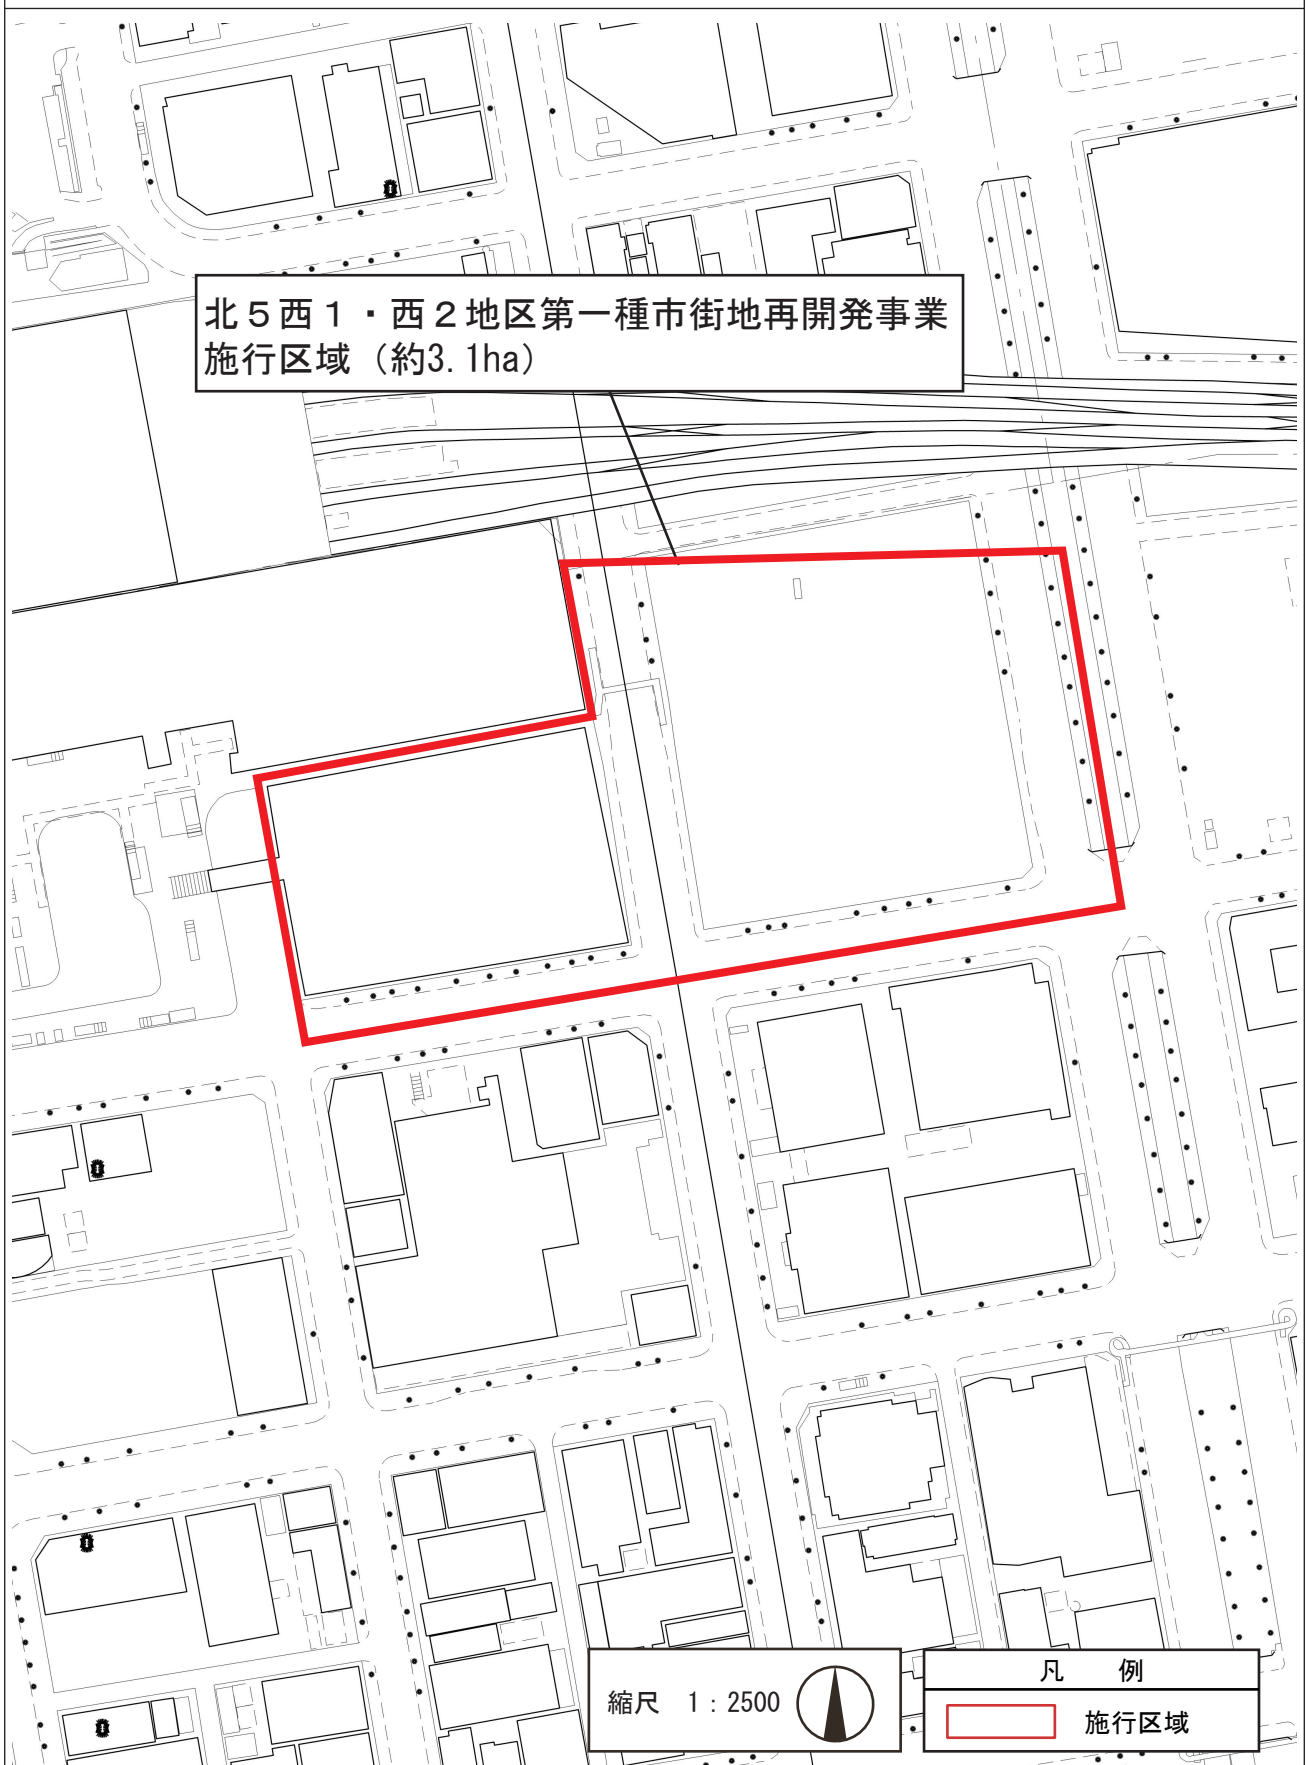 北５西１・西２地区第一種市街地再開発事業
施行区域（約3.1ha）
縮尺　1：2500
凡　例
施行区域